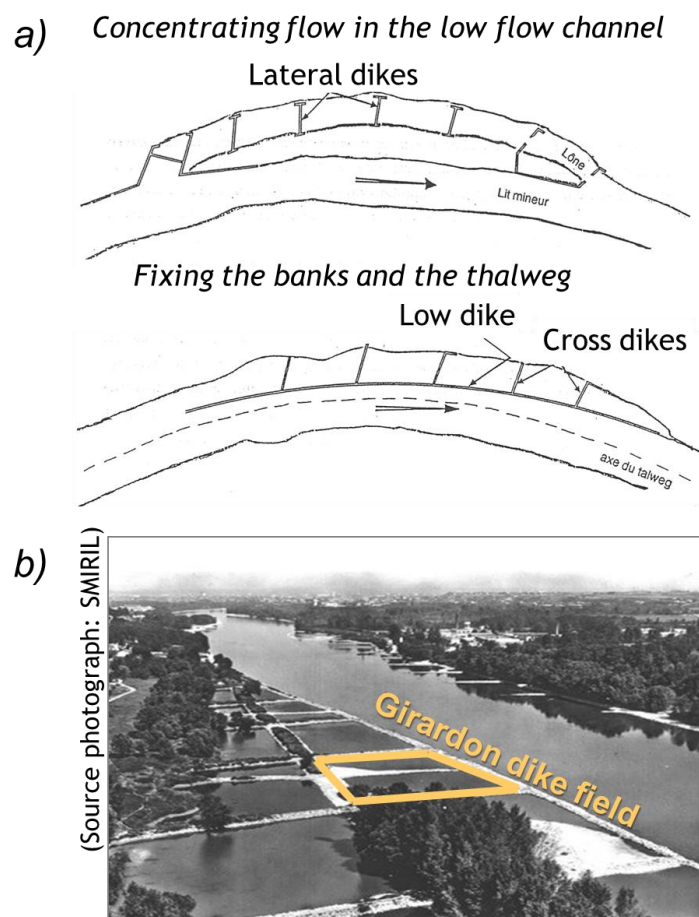 a)
Concentrating flow in the low flow channel
Lateral dikes
Lône
Lit mineur
Fixing the banks and the thalweg
Low dike
Cross dikes
axe du talweg
b)
(Source photograph: SMIRIL)
Girardon dike field